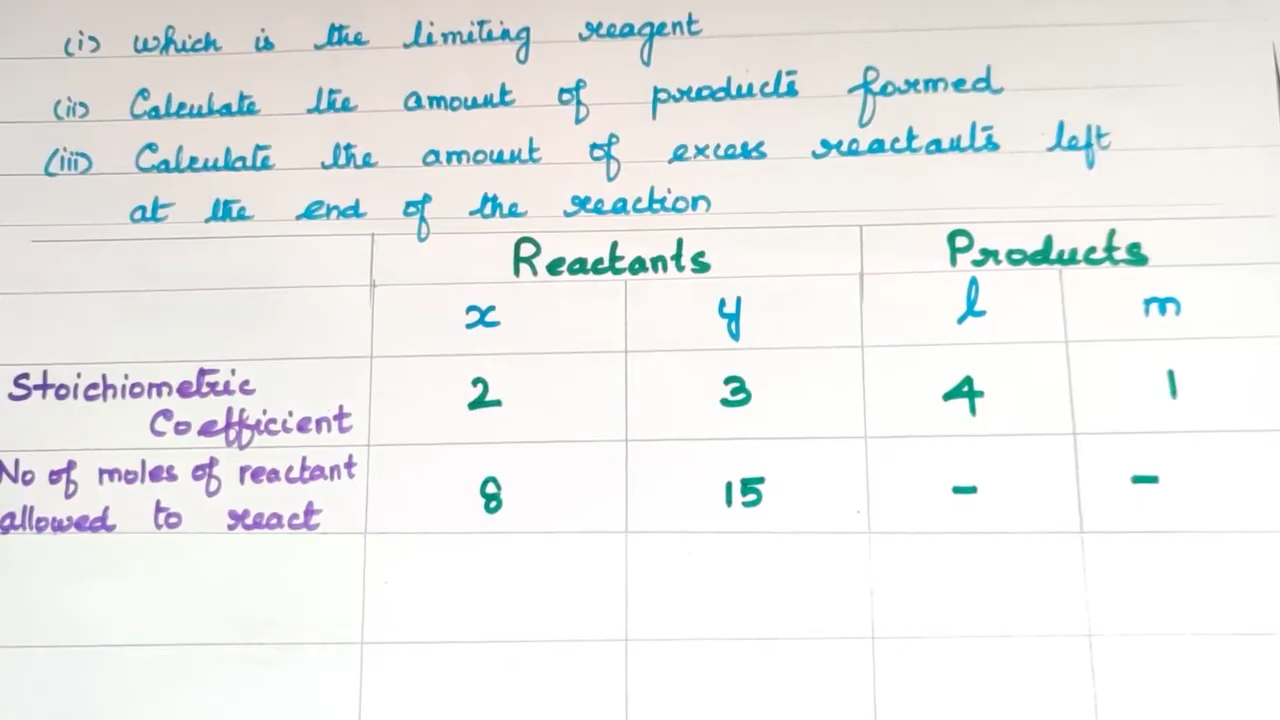 (i) which is the limiting reagent
(ii) Calculate the amount of products formed
(iii) Calculate the amount of excess reactants left
at the end of the reaction
Reactants Products
x y l m
Stoichiometric
Coefficient 2 3 4 1
No of moles of reactant
allowed to react 8 15 - -